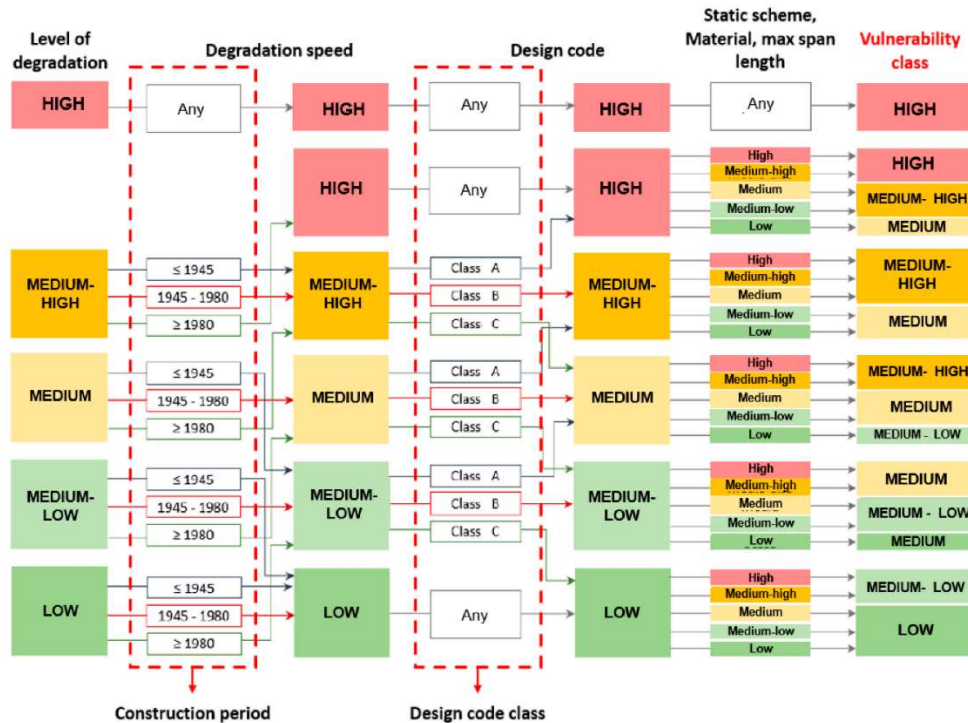 Level of
degradation
Degradation speed
Design code
Static scheme,
Material, max span
length
Vulnerability
class
HIGH
Any
HIGH
Any
HIGH
Any
HIGH
HIGH
Any
HIGH
High
Medium-high
Medium
Medium-low
Low
HIGH
MEDIUM- HIGH
MEDIUM
MEDIUM-
HIGH
≤ 1945
1945 - 1980
≥ 1980
MEDIUM-
HIGH
Class A
Class B
Class C
MEDIUM-
HIGH
High
Medium-high
Medium
Medium-low
Low
MEDIUM-
HIGH
MEDIUM
MEDIUM
≤ 1945
1945 - 1980
≥ 1980
MEDIUM
Class A
Class B
Class C
MEDIUM
High
Medium-high
Medium
Medium-low
Low
MEDIUM- HIGH
MEDIUM
MEDIUM - LOW
MEDIUM-
LOW
≤ 1945
1945 - 1980
≥ 1980
MEDIUM-
LOW
Class A
Class B
Class C
MEDIUM-
LOW
High
Medium-high
Medium
Medium-low
Low
MEDIUM
MEDIUM - LOW
MEDIUM
LOW
≤ 1945
1945 - 1980
≥ 1980
LOW
Any
LOW
High
Medium-high
Medium
Medium-low
Low
MEDIUM- LOW
LOW
Construction period
Design code class